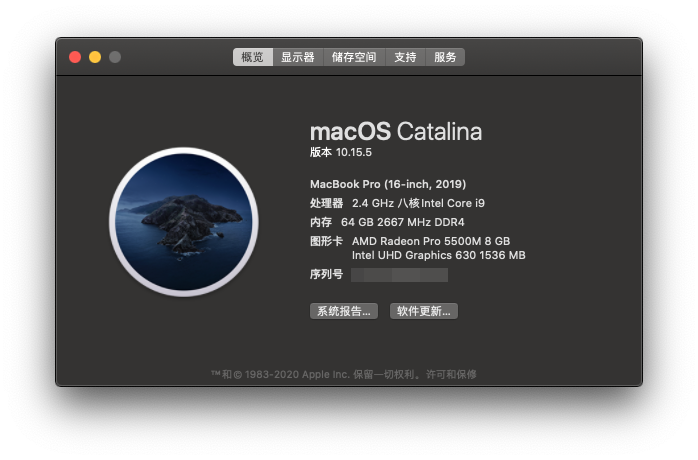 概览 显示器 储存空间 支持 服务
macOS Catalina
版本 10.15.5
MacBook Pro (16-inch, 2019)
处理器 2.4 GHz 八核Intel Core i9
内存 64 GB 2667 MHz DDR4
图形卡 AMD Radeon Pro 5500M 8 GB
Intel UHD Graphics 630 1536 MB
序列号
系统报告... 软件更新...
™和© 1983-2020 Apple Inc. 保留一切权利。许可和保修